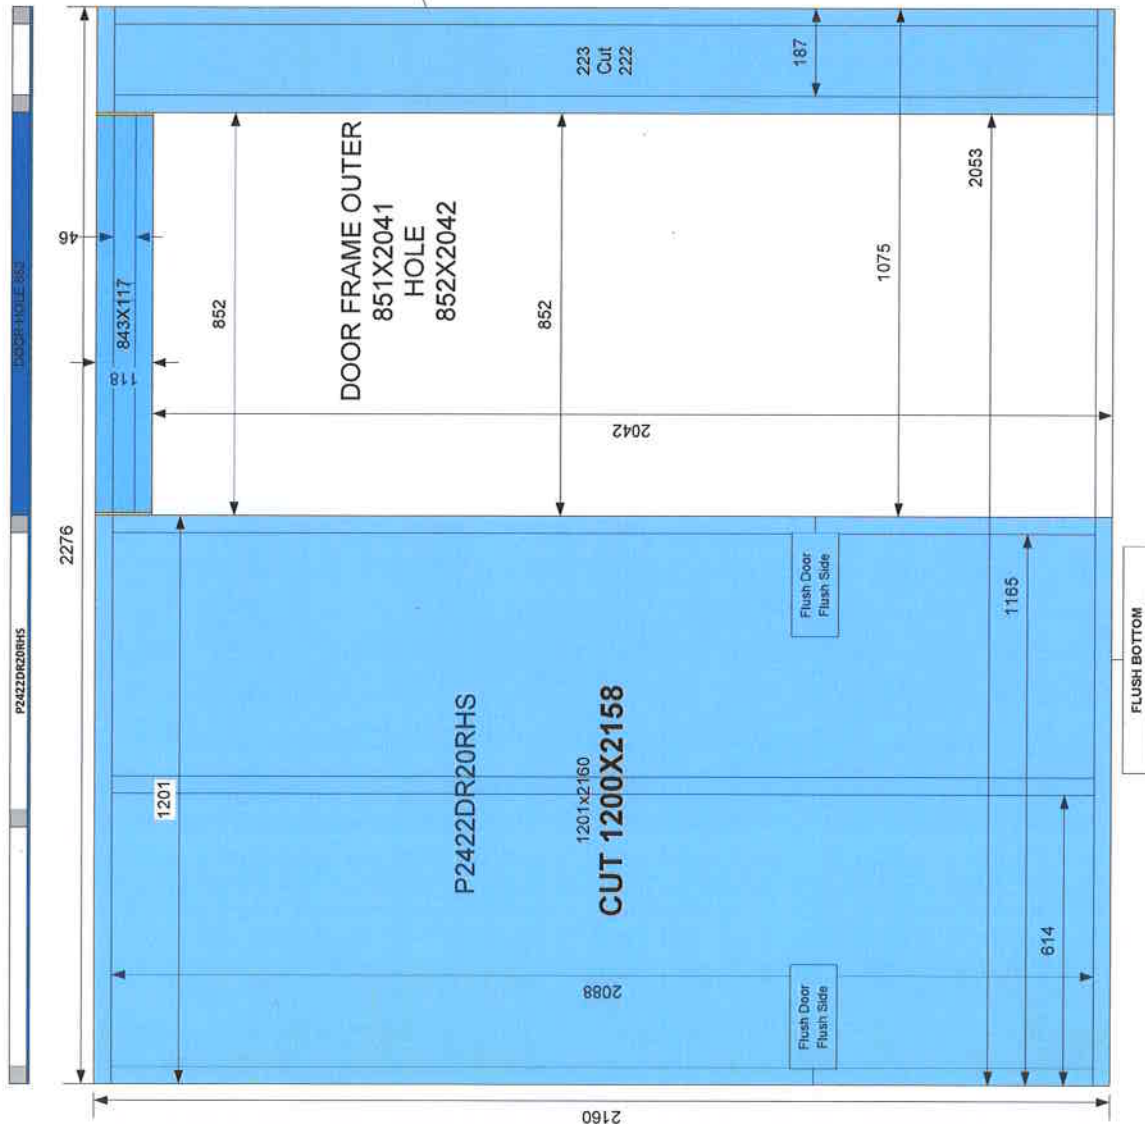 P2422DR20RHS
DOOR-HOLE 852
2276
2160
1201
P2422DR20RHS
1201x2160
CUT 1200X2158
2088
Flush Door
Flush Side
Flush Door
Flush Side
614
1165
2053
1075
46
843X117
118
852
DOOR FRAME OUTER
851X2041
HOLE
852X2042
852
2042
223
Cut
222
187
FLUSH BOTTOM